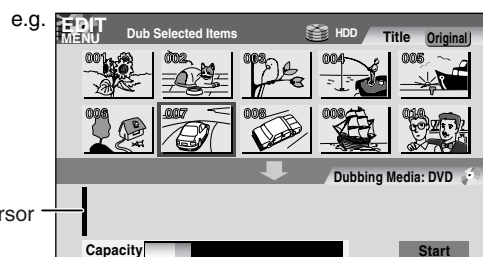 e.g.
EDIT
MENU
Dub Selected Items
HDD
Title
Original
001
002
003
004
005
006
007
008
009
010
Dubbing Media: DVD
rsor
Capacity
Start